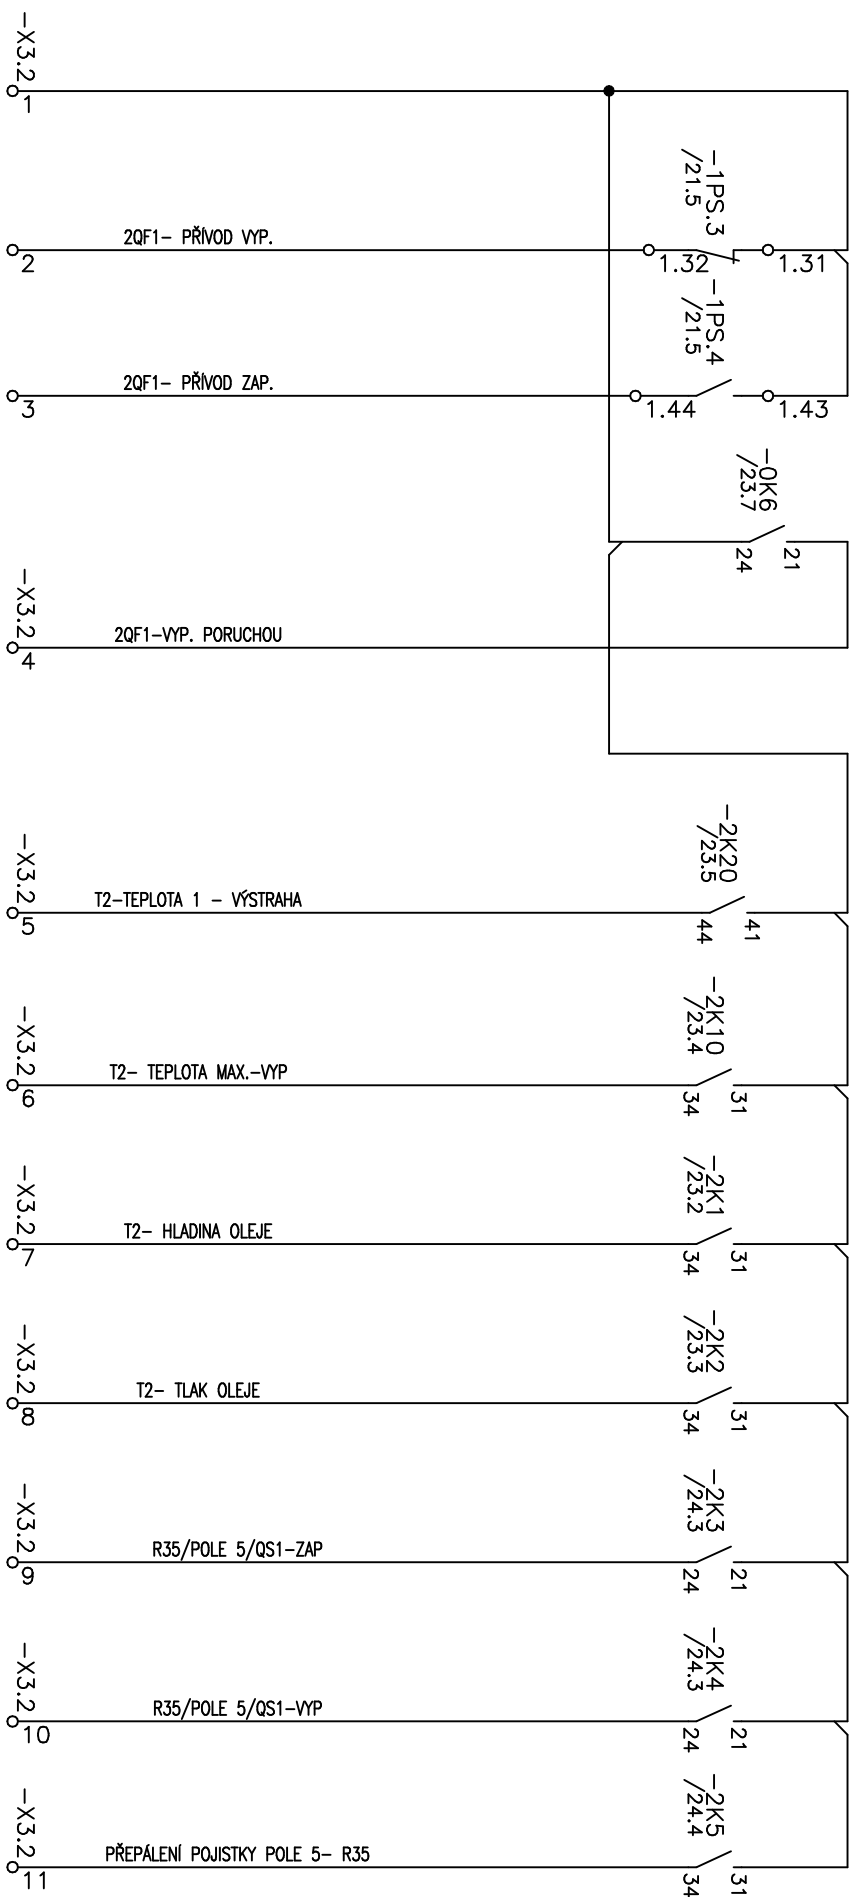 -X3.2
1
-1PS.3
/21.5
2QF1- PŘÍVOD VYP.
2
1.32
1.31
-1PS.4
/21.5
2QF1- PŘÍVOD ZAP.
3
1.44
1.43
-0K6
/23.7
24
21
-X3.2
2QF1-VYP. PORUCHOU
4
-2K20
/23.5
-X3.2
T2-TEPLOTA 1 - VÝSTRAHA
5
44
41
-2K10
/23.4
-X3.2
T2- TEPLOTA MAX.-VYP
6
34
31
-2K1
/23.2
-X3.2
T2- HLADINA OLEJE
7
34
31
-2K2
/23.3
-X3.2
T2- TLAK OLEJE
8
34
31
-2K3
/24.3
-X3.2
R35/POLE 5/QS1-ZAP
9
24
21
-2K4
/24.3
-X3.2
R35/POLE 5/QS1-VYP
10
24
21
-2K5
/24.4
-X3.2
PŘEPÁLENÍ POJISTKY POLE 5- R35
11
34
31